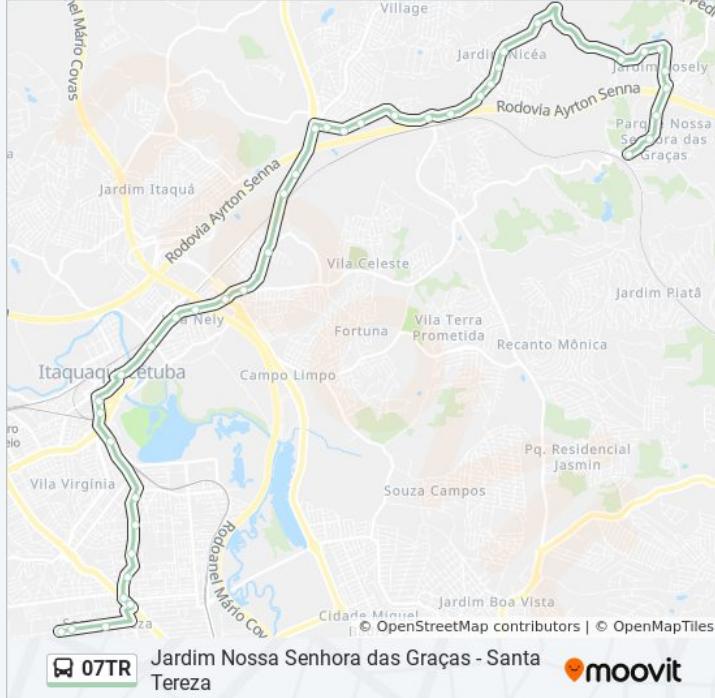 Village
Mário Covas
Jardim Nicéa
Jardim Josely
Rodovia Ayrton Senna
Parque Nossa
Senhora das
Graças
Jardim Itaquá
Rodovia Ayrton Senna
Vila Celeste
Jardim Piatã
Vila Nely
Fortuna
Vila Terra
Prometida
Recanto Mônica
Itaquaquecetuba
Campo Limpo
Pq. Residencial
Jasmin
Vila Virgínia
Souza Campos
Rodoanel Mário Cov
Jardim Boa Vista
Cidade Miguel
© OpenStreetMap contributors | © OpenMapTiles
07TR
Jardim Nossa Senhora das Graças - Santa
Tereza
moovit